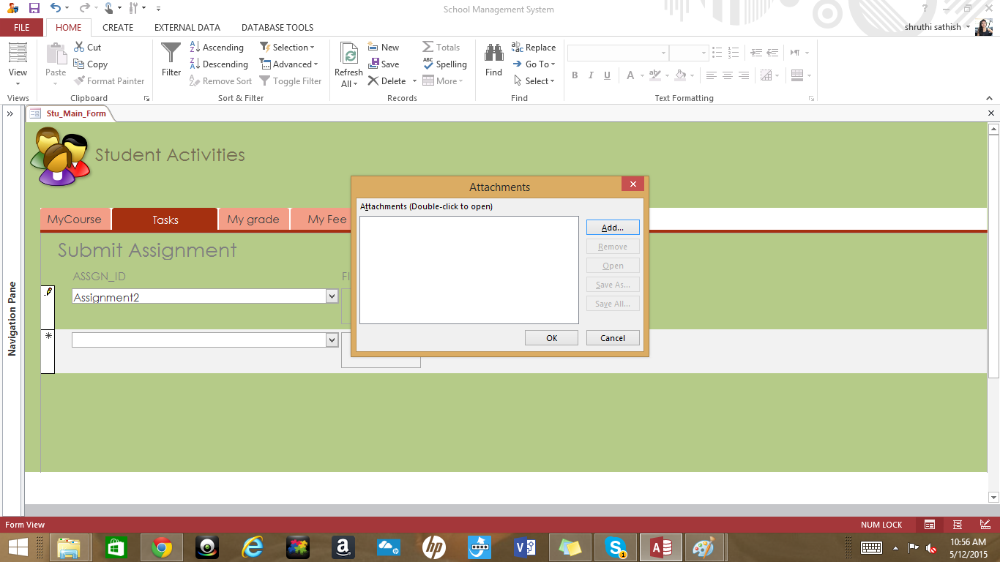 School Management System
FILE HOME CREATE EXTERNAL DATA DATABASE TOOLS shruthi sathish
View
Views
Paste
Cut
Copy
Format Painter
Clipboard
Filter
Ascending
Descending
Remove Sort
Selection
Advanced
Toggle Filter
Sort & Filter
Refresh
All
New
Save
Delete
Totals
Spelling
More
Records
Find
Replace
Go To
Select
Find
B I U A
Text Formatting
Stu_Main_Form
Navigation Pane
Student Activities
MyCourse Tasks My grade My Fee
Submit Assignment
ASSGN_ID
Assignment2
Attachments
Attachments (Double-click to open)
Add...
Remove
Open
Save As...
Save All...
OK Cancel
Form View NUM LOCK
10:56 AM
5/12/2015